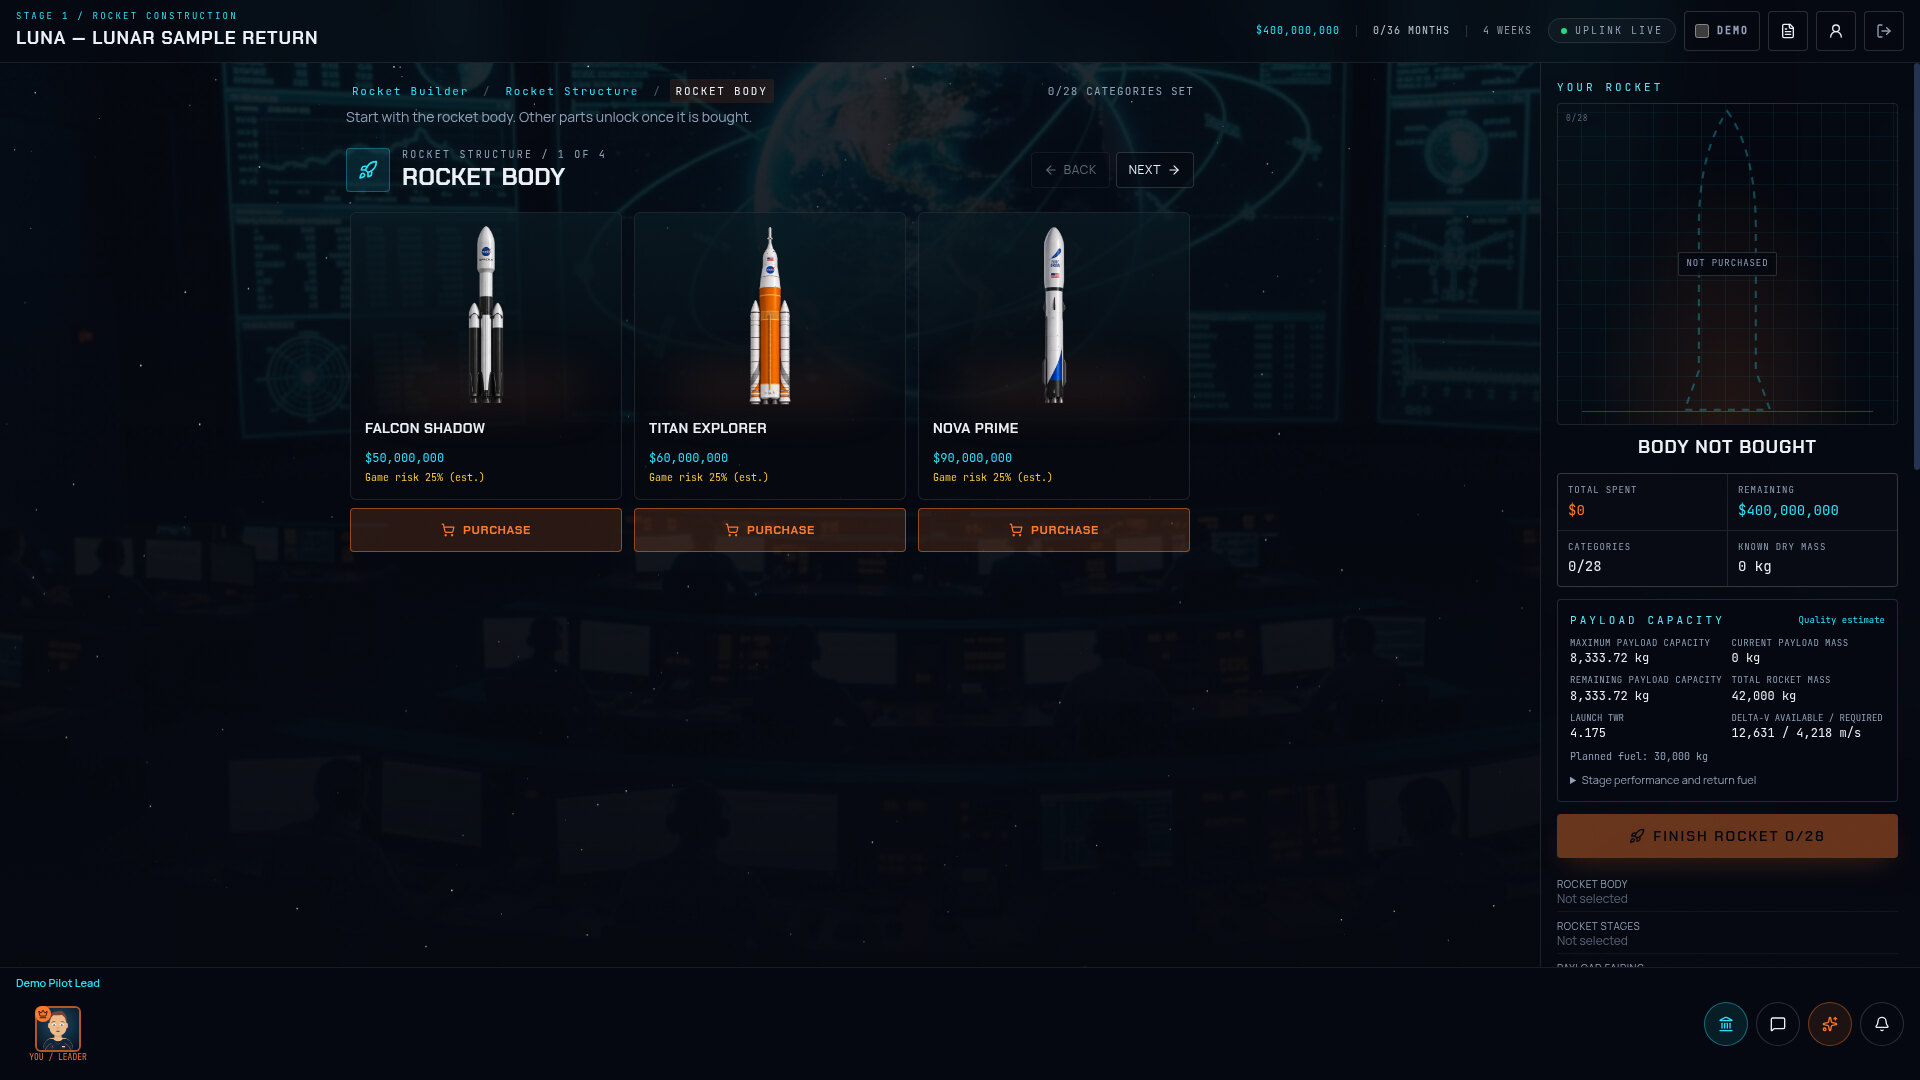 STAGE 1 / ROCKET CONSTRUCTION
LUNA — LUNAR SAMPLE RETURN
$400,000,000
0/36 MONTHS
4 WEEKS
UPLINK LIVE
DEMO
Rocket Builder / Rocket Structure / ROCKET BODY
0/28 CATEGORIES SET
Start with the rocket body. Other parts unlock once it is bought.
ROCKET STRUCTURE / 1 OF 4
ROCKET BODY
BACK
NEXT
FALCON SHADOW
$50,000,000
Game risk 25% (est.)
PURCHASE
TITAN EXPLORER
$60,000,000
Game risk 25% (est.)
PURCHASE
NOVA PRIME
$90,000,000
Game risk 25% (est.)
PURCHASE
YOUR ROCKET
0/28
NOT PURCHASED
BODY NOT BOUGHT
TOTAL SPENT
$0
REMAINING
$400,000,000
CATEGORIES
0/28
KNOWN DRY MASS
0 kg
PAYLOAD CAPACITY
Quality estimate
MAXIMUM PAYLOAD CAPACITY
8,333.72 kg
CURRENT PAYLOAD MASS
0 kg
REMAINING PAYLOAD CAPACITY
8,333.72 kg
TOTAL ROCKET MASS
42,000 kg
LAUNCH TWR
4.175
DELTA-V AVAILABLE / REQUIRED
12,631 / 4,218 m/s
Planned fuel: 30,000 kg
Stage performance and return fuel
FINISH ROCKET 0/28
ROCKET BODY
Not selected
ROCKET STAGES
Not selected
PAYLOAD FAIRING
Demo Pilot Lead
YOU / LEADER